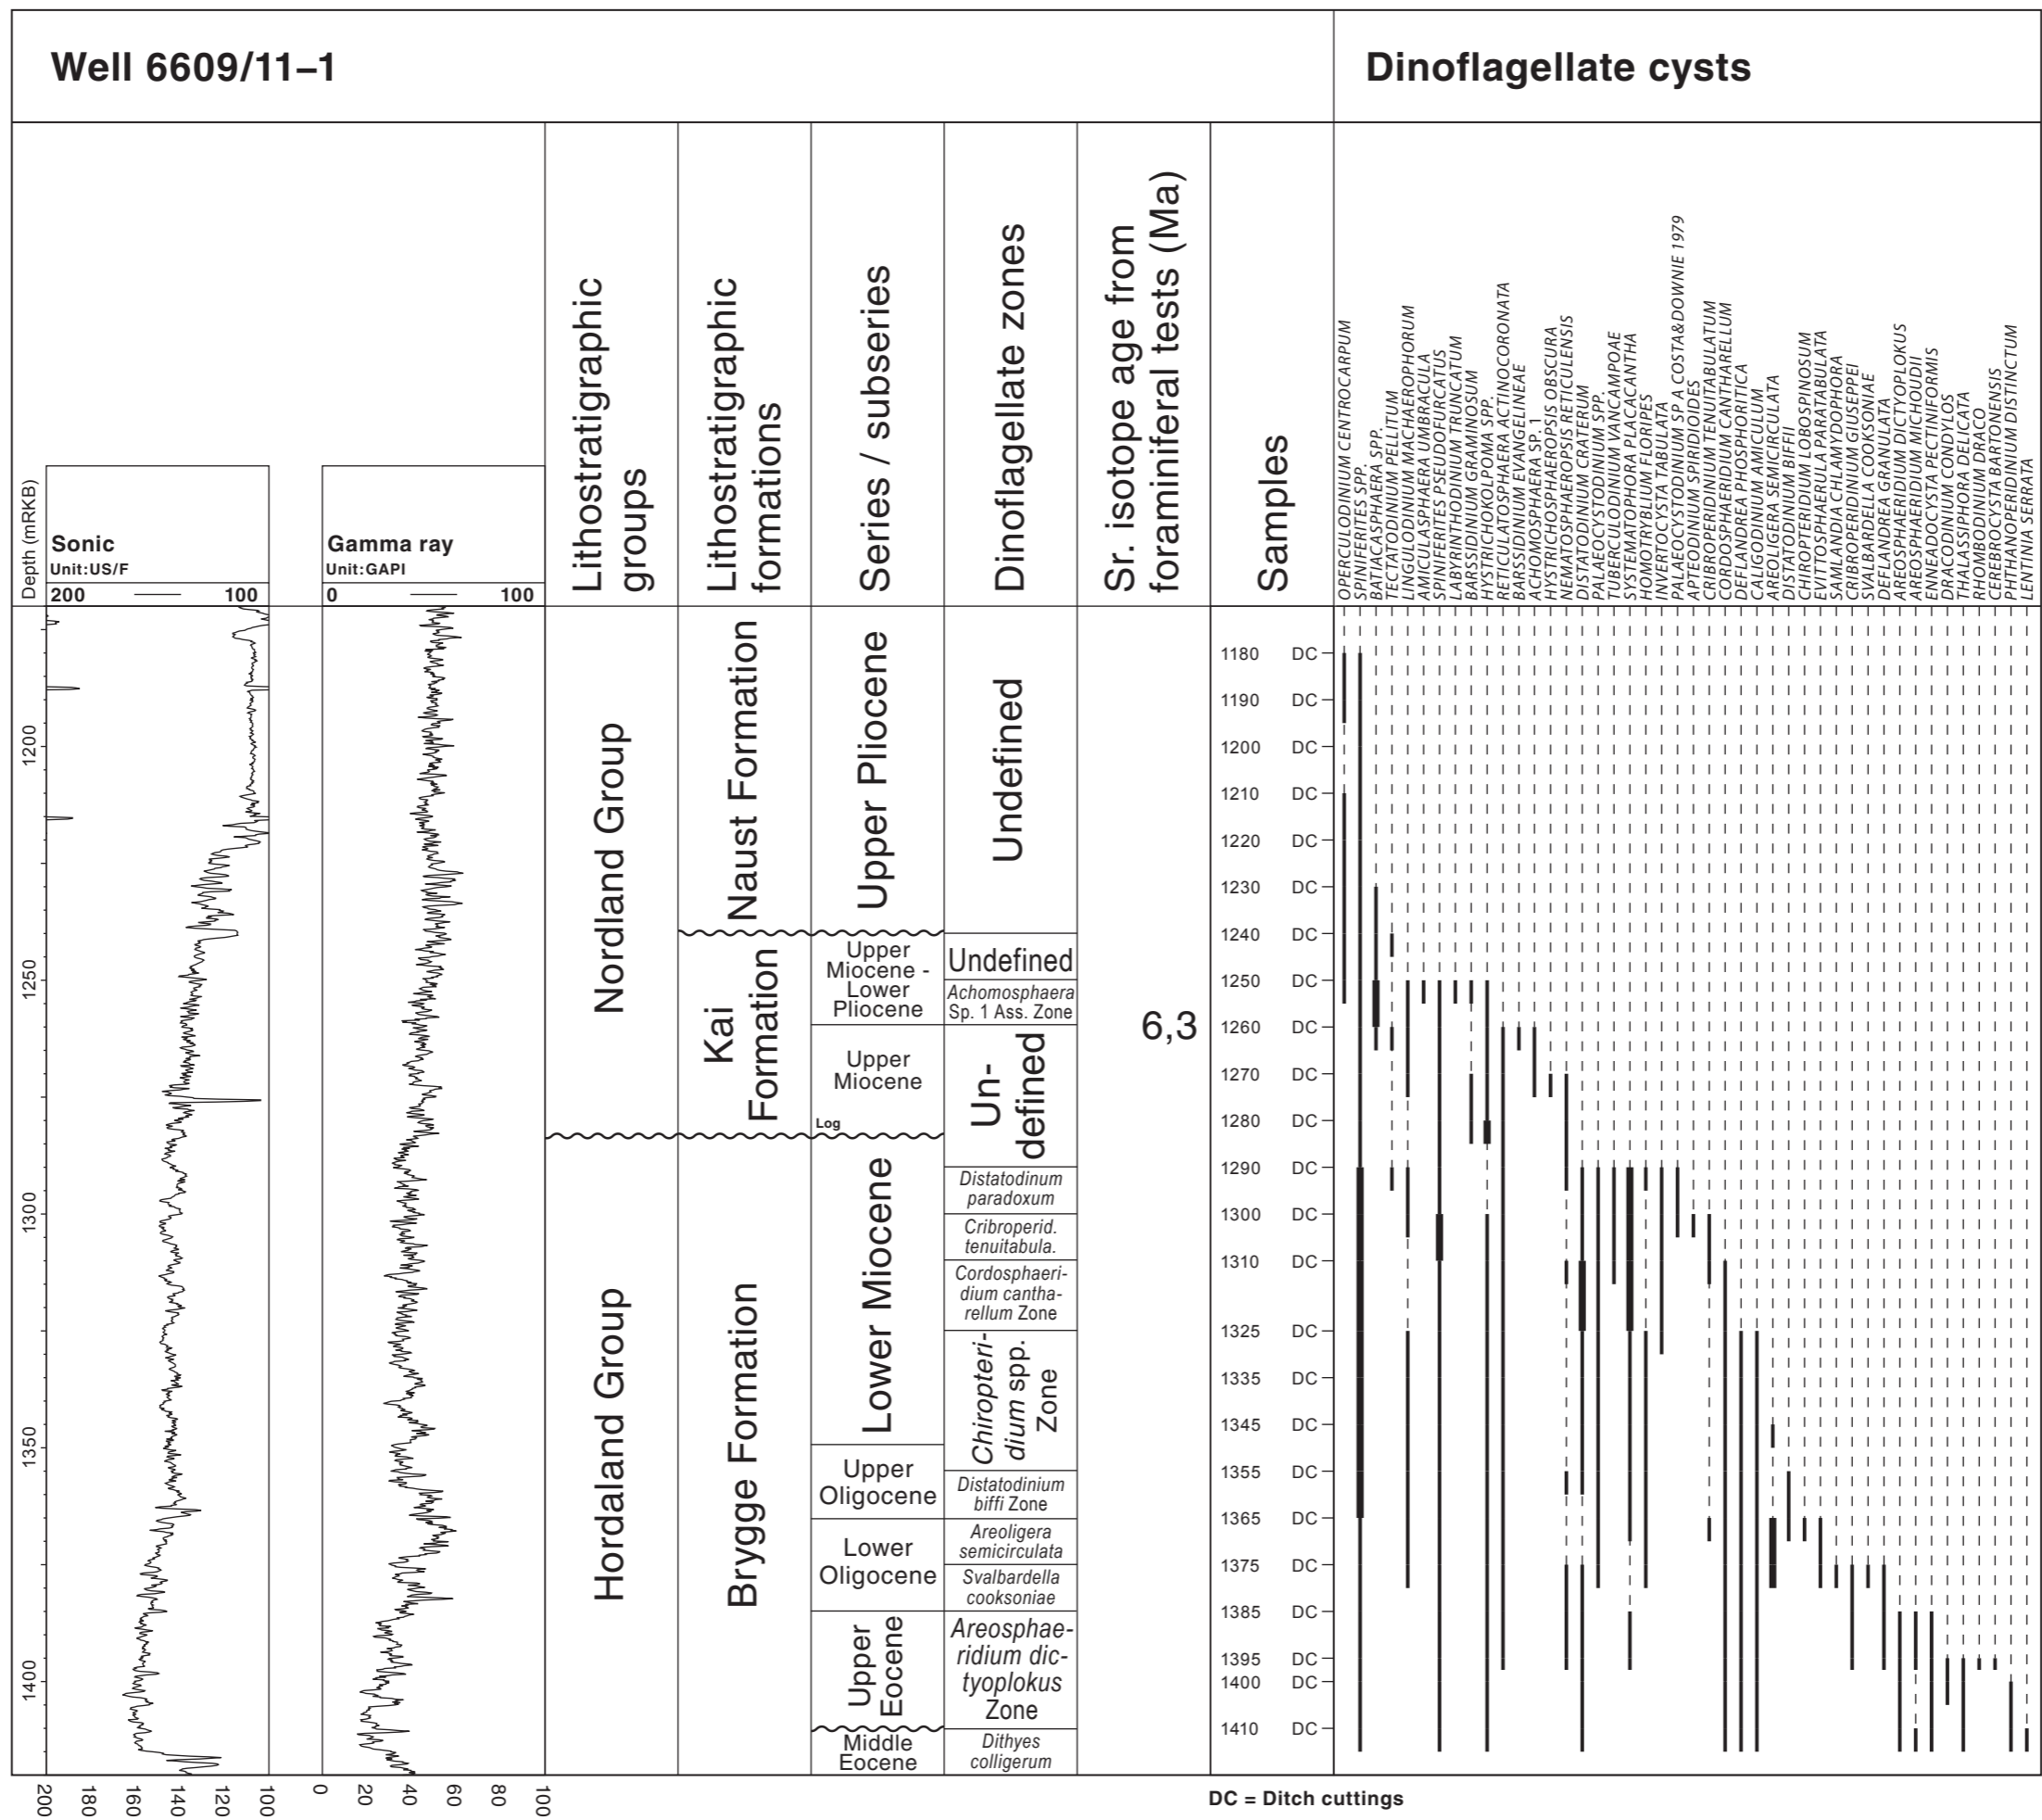 Well 6609/11–1
Dinoflagellate cysts
Depth (mRKB)
Sonic
Unit:US/F
200 100
Gamma ray
Unit:GAPI
0 100
Lithostratigraphic
groups
Lithostratigraphic
formations
Series / subseries
Dinoflagellate zones
Sr. isotope age from
foraminiferal tests (Ma)
Samples
OPERCULODINIUM CENTROCARPUM
SPINIFERITES SPP.
BATIACASPHAERA SPP.
TECTATODINIUM PELLITUM
LINGULODINIUM MACHAEROPHORUM
AMICULASPHAERA UMBRACULA
SPINIFERITES PSEUDOFURCATUS
LABYRINTHODINIUM TRUNCATUM
BARSSIDINIUM GRAMINOSUM
HYSTRICHOKOLPOMA SPP.
RETICULATOSPHAERA ACTINOCORONATA
BARSSIDINIUM EVANGELINEAE
ACHOMOSPHAERA SP. 1
HYSTRICHOSPHAEROPSIS OBSCURA
NEMATOSPHAEROPSIS RETICULENSIS
DISTATODINIUM CRATERUM
PALAEOCYSTODINIUM SPP.
TUBERCULODINIUM VANCAMPOAE
SYSTEMATOPHORA PLACACANTHA
HOMOTRYBLIUM FLORIPES
INVERTOCYSTA TABULATA
PALAEOCYSTODINIUM SP A COSTA&DOWNIE 1979
APTEODINIUM SPIRIDIOIDES
CRIBROPERIDINIUM TENUITABULATUM
CORDOSPHAERIDIUM CANTHARELLUM
DEFLANDREA PHOSPHORITICA
CALIGODINIUM AMICULUM
AREOLIGERA SEMICIRCULATA
DISTATODINIUM BIFFII
CHIROPTERIDIUM LOBOSPINOSUM
EVITTOSPHAERULA PARATABULATA
SAMLANDIA CHLAMYDOPHORA
CRIBROPERIDINIUM GIUSEPPEI
SVALBARDELLA COOKSONIAE
DEFLANDREA GRANULATA
AREOSPHAERIDIUM DICTYOPLOKUS
AREOSPHAERIDIUM MICHOUDII
ENNEADOCYSTA PECTINIFORMIS
DRACODINIUM CONDYLOS
THALASSIPHORA DELICATA
RHOMBODINIUM DRACO
CEREBROCYSTA BARTONENSIS
PHTHANOPERIDINIUM DISTINCTUM
LENTINIA SERRATA
1200
1250
1300
1350
1400
Nordland Group
Hordaland Group
Naust Formation
Kai
Formation
Brygge Formation
Upper Pliocene
Upper
Miocene -
Lower
Pliocene
Upper
Miocene
Log
Lower Miocene
Upper
Oligocene
Lower
Oligocene
Upper
Eocene
Middle
Eocene
Undefined
Undefined
Achomosphaera
Sp. 1 Ass. Zone
Un-
defined
Distatodinum
paradoxum
Cribroperid.
tenuitabula.
Cordosphaeri-
dium cantha-
rellum Zone
Chiropteri-
dium spp.
Zone
Distatodinium
biffi Zone
Areoligera
semicirculata
Svalbardella
cooksoniae
Areosphae-
ridium dic-
tyoplokus
Zone
Dithyes
colligerum
6,3
1180 DC
1190 DC
1200 DC
1210 DC
1220 DC
1230 DC
1240 DC
1250 DC
1260 DC
1270 DC
1280 DC
1290 DC
1300 DC
1310 DC
1325 DC
1335 DC
1345 DC
1355 DC
1365 DC
1375 DC
1385 DC
1395 DC
1400 DC
1410 DC
200 180 160 140 120 100
0 20 40 60 80 100
DC = Ditch cuttings